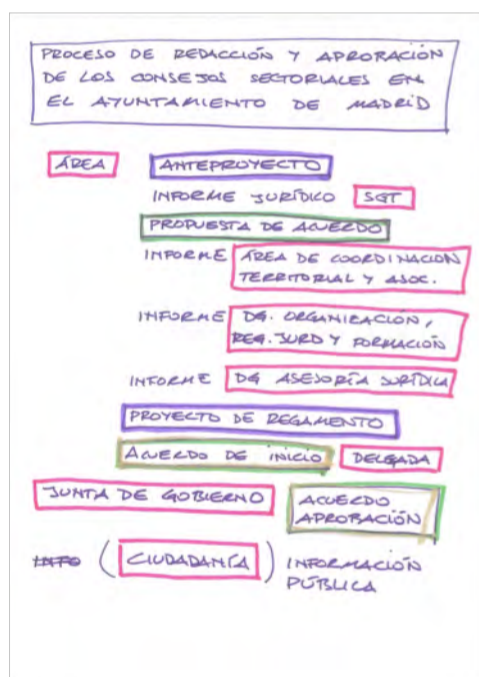 PROCESO DE REDACCIÓN Y APROBACIÓN
DE LOS CONSEJOS SECTORIALES EN
EL AYUNTAMIENTO DE MADRID
ÁREA ANTEPROYECTO
INFORME JURÍDICO SGT
PROPUESTA DE ACUERDO
INFORME ÁREA DE COORDINACIÓN
TERRITORIAL Y ASOC.
INFORME DG. ORGANIZACIÓN,
REG. JURD Y FORMACIÓN
INFORME DG ASESORÍA JURÍDICA
PROYECTO DE REGAMENTO
ACUERDO DE INICIO DELGADA
JUNTA DE GOBIERNO ACUERDO
APROBACIÓN
INFO (CIUDADANÍA) INFORMACIÓN
PÚBLICA